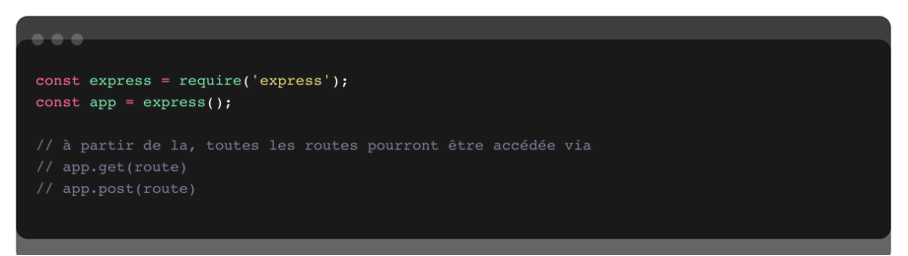 const express = require('express');
const app = express();
// à partir de la, toutes les routes pourront être accédée via
// app.get(route)
// app.post(route)